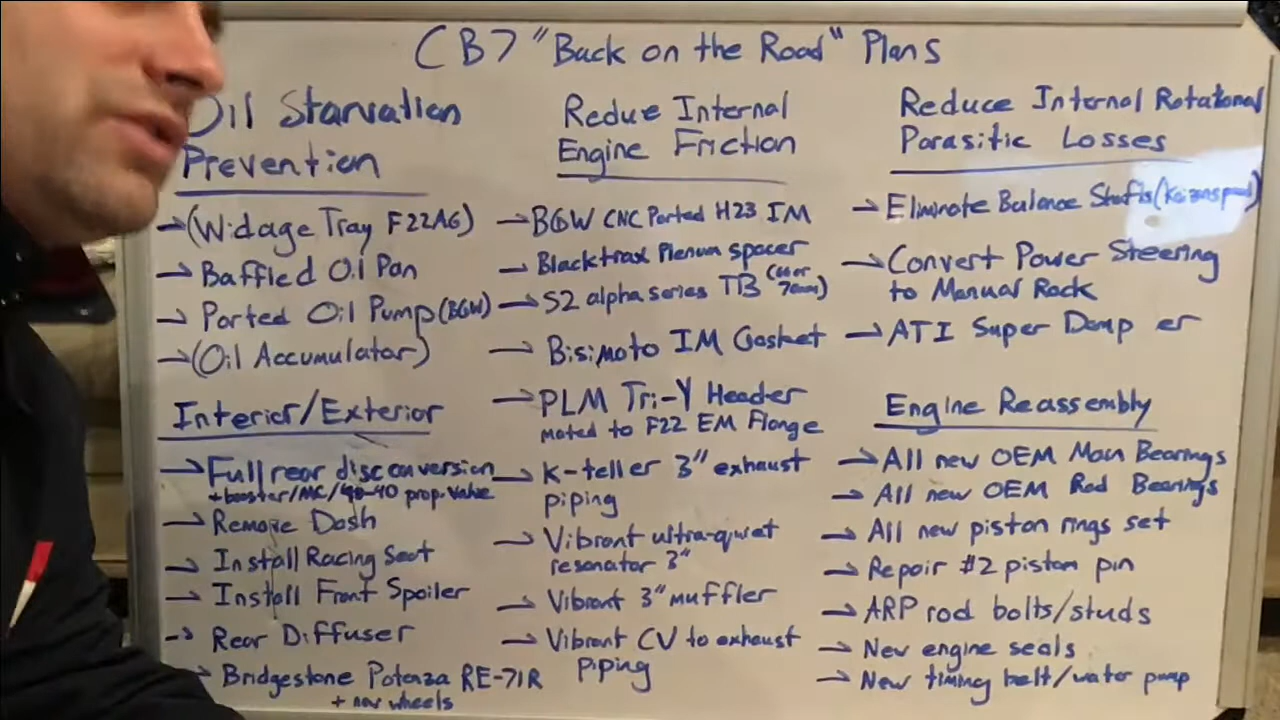 CB7 "Back on the Road" Plans
Oil Starvation
Prevention
→(Widage Tray F22A6)
→ Baffled Oil Pan
→ Ported Oil Pump (BGW)
→(Oil Accumulator)
Interior/Exterior
→ Full rear disc conversion
+ booster/MC/40-40 prop. valve
→ Remove Dash
→ Install Racing Seat
→ Install Front Spoiler
→ Rear Diffuser
→ Bridgestone Potenza RE-71R
+ new wheels
Redue Internal
Engine Friction
→ BGW CNC Ported H23 IM
→ Blacktrax Plenum spacer
→ S2 alpha series TB
70mm)
→ Bisimoto IM Gasket
→ PLM Tri-Y Header
mated to F22 EM Flange
→ K-teller 3" exhaust
piping
→ Vibrant ultra-quiet
resonator 3"
→ Vibrant 3" muffler
→ Vibrant CV to exhaust
piping
Reduce Internal Rotational
Parasitic Losses
→ Eliminate Balance Shafts (Kaizenspeed)
→ Convert Power Steering
to Manual Rack
→ ATI Super Damp er
Engine Reassembly
→ All new OEM Main Bearings
→ All new OEM Rod Bearings
→ All new piston rings set
→ Repair #2 piston pin
→ ARP rod bolts/studs
→ New engine seals
→ New timing belt/water pump